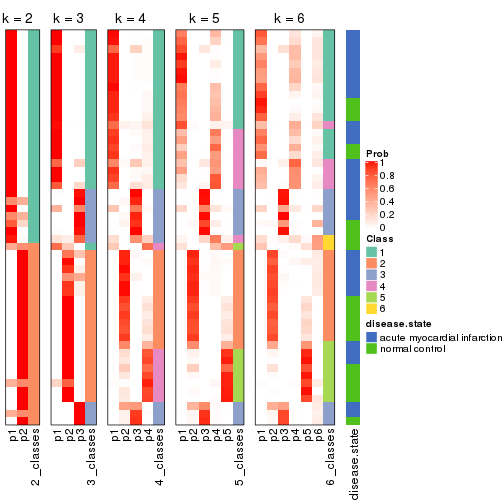 k = 2 k = 3 k = 4 k = 5 k = 6
Prob
1
0.8
0.6
0.4
0.2
0
Class
1
2
3
4
5
6
disease.state
acute myocardial infarction
normal control
p1 p2 2_classes p1 p2 p3 3_classes p1 p2 p3 p4 4_classes p1 p2 p3 p4 p5 5_classes p1 p2 p3 p4 p5 p6 6_classes disease.state